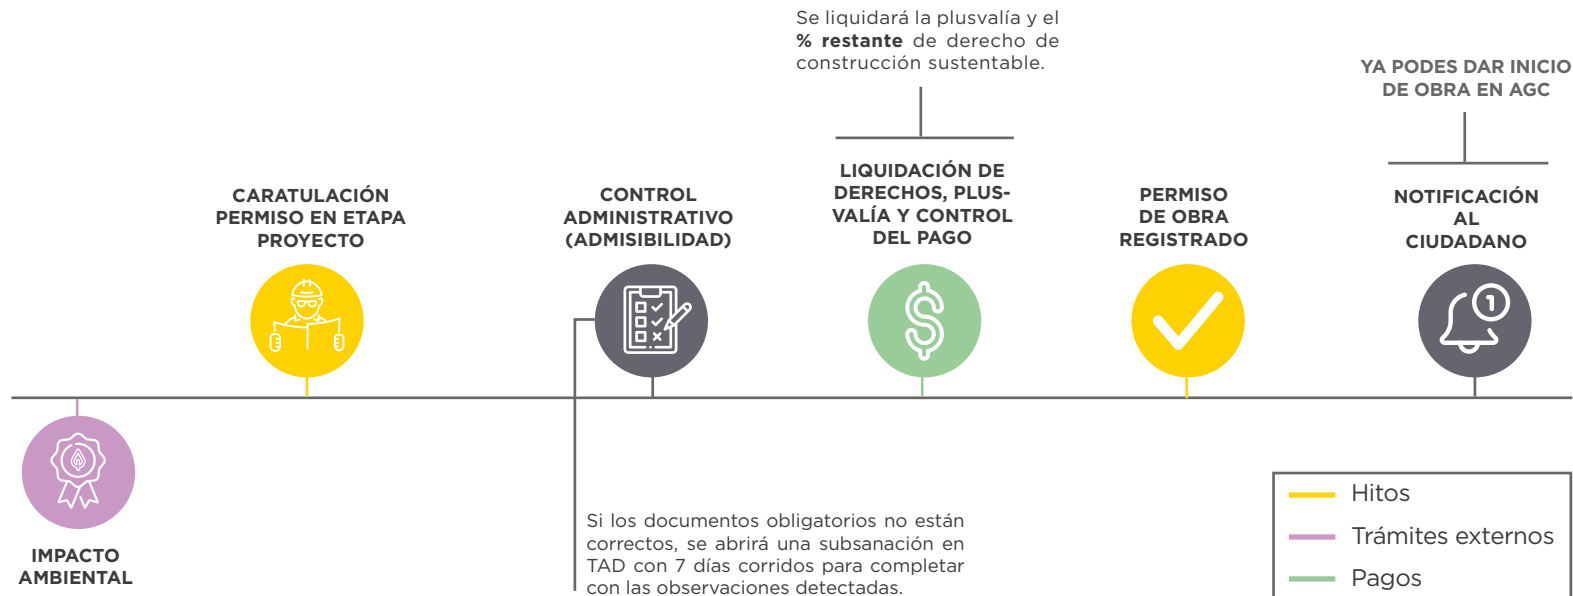 Se liquidará la plusvalía y el
% restante de derecho de
construcción sustentable.
YA PODES DAR INICIO
DE OBRA EN AGC
CARATULACIÓN
PERMISO EN ETAPA
PROYECTO
CONTROL
ADMINISTRATIVO
(ADMISIBILIDAD)
LIQUIDACIÓN DE
DERECHOS, PLUS-
VALÍA Y CONTROL
DEL PAGO
PERMISO
DE OBRA
REGISTRADO
NOTIFICACIÓN
AL
CIUDADANO
1
IMPACTO
AMBIENTAL
Si los documentos obligatorios no están
correctos, se abrirá una subsanación en
TAD con 7 días corridos para completar
con las observaciones detectadas.
Hitos
Trámites externos
Pagos